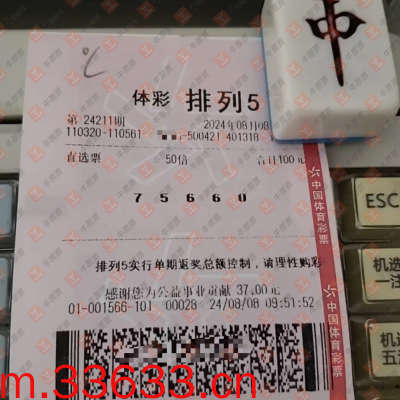 体彩 排列5
第 24211期 2024年08月08
110320-110561 -500421 401318
直选票 50倍 合计100元
7 5 6 6 0
排列5实行单期返奖总额控制,请理性购彩
感谢您为公益事业贡献 37.00元
01-001566-101 00028 24/08/08 09:51:52
中国体育彩票
中国体育彩票
中
ESC
机选
一注
机选
五注
m.33633.cn